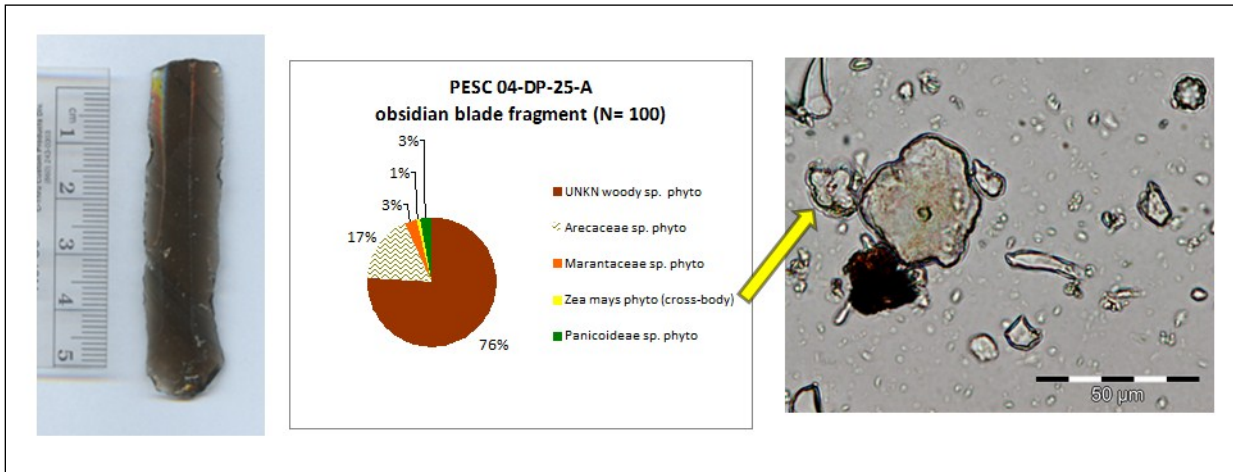 cm
1
2
3
4
5
PESC 04-DP-25-A
obsidian blade fragment (N= 100)
3%
1%
3%
17%
76%
UNKN woody sp. phyto
Arecaceae sp. phyto
Marantaceae sp. phyto
Zea mays phyto (cross-body)
Panicoideae sp. phyto
50 µm